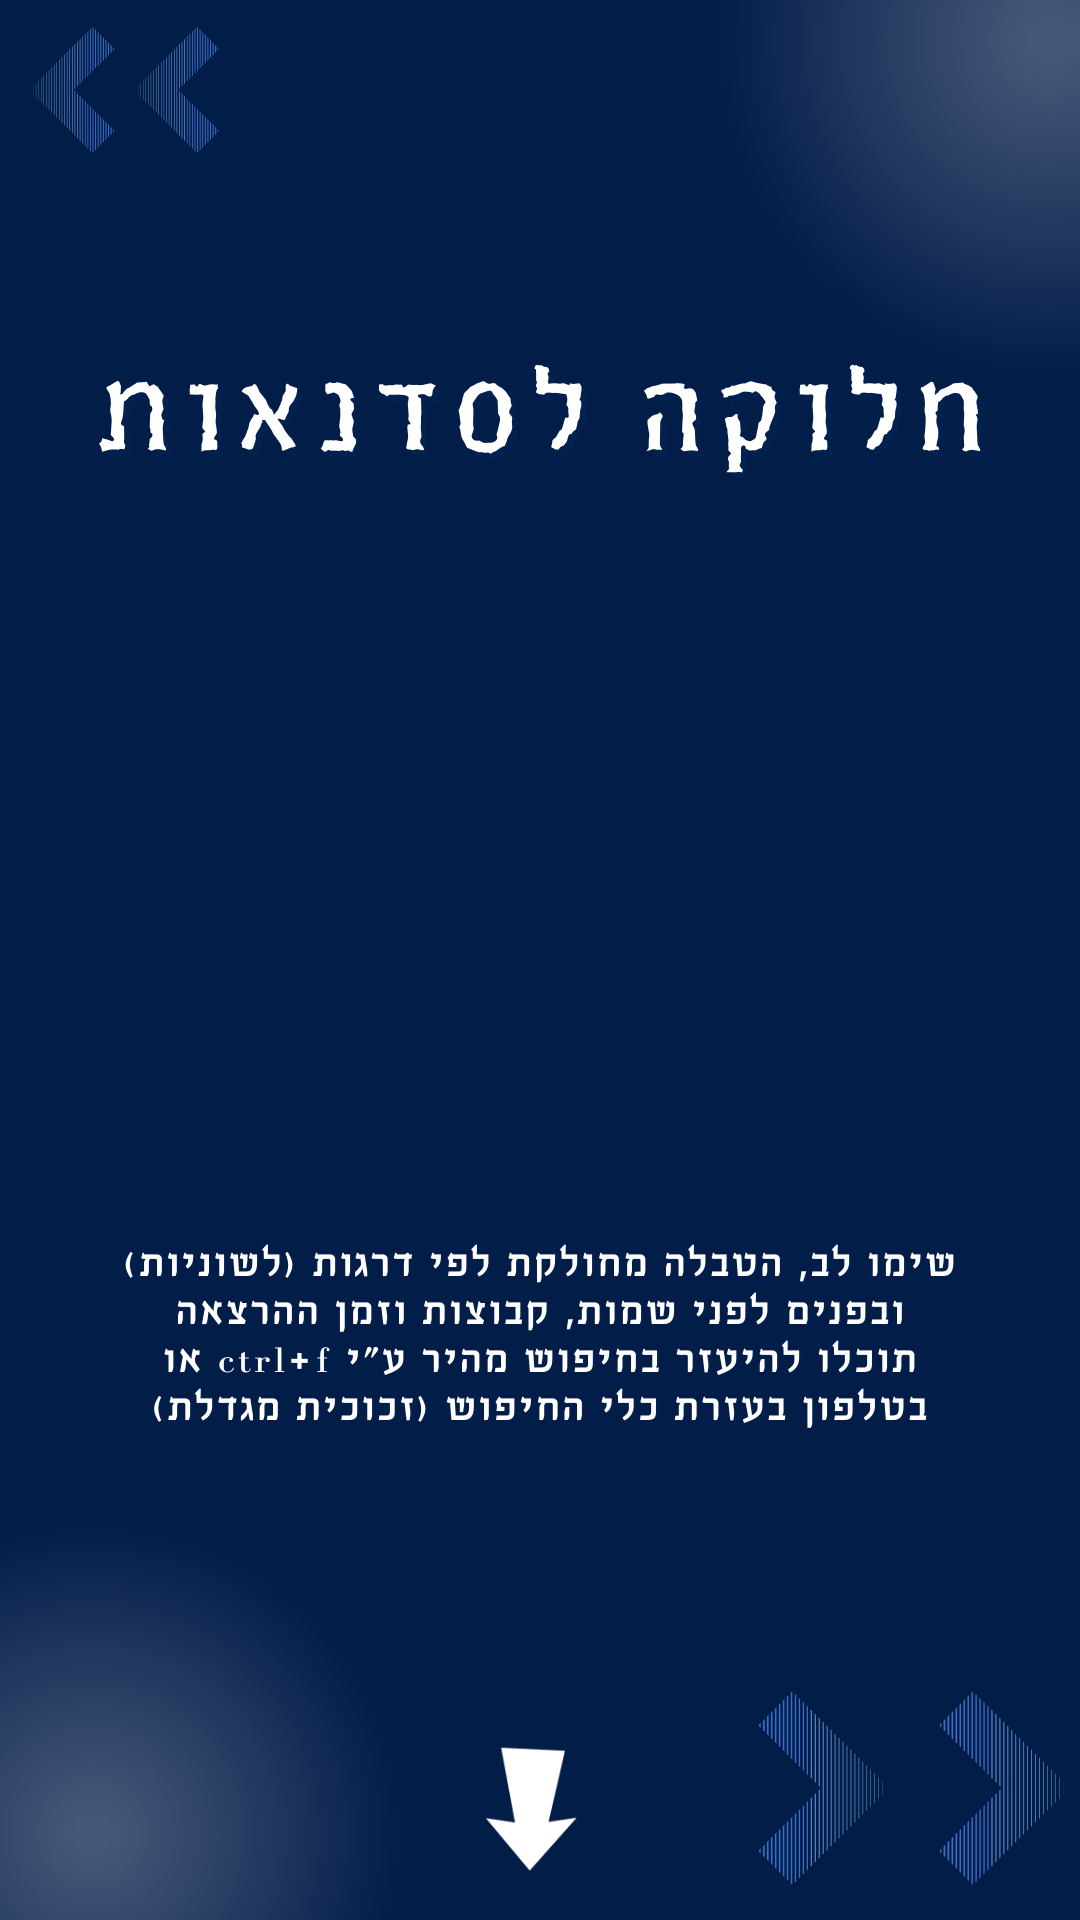 חלוקה לסדנאות
שימו לב, הטבלה מחולקת לפי דרגות (לשוניות)
ובפנים לפני שמות, קבוצות וזמן ההרצאה
תוכלו להיעזר בחיפוש מהיר ע"י ctrl+f או
בטלפון בעזרת כלי החיפוש (זכוכית מגדלת)